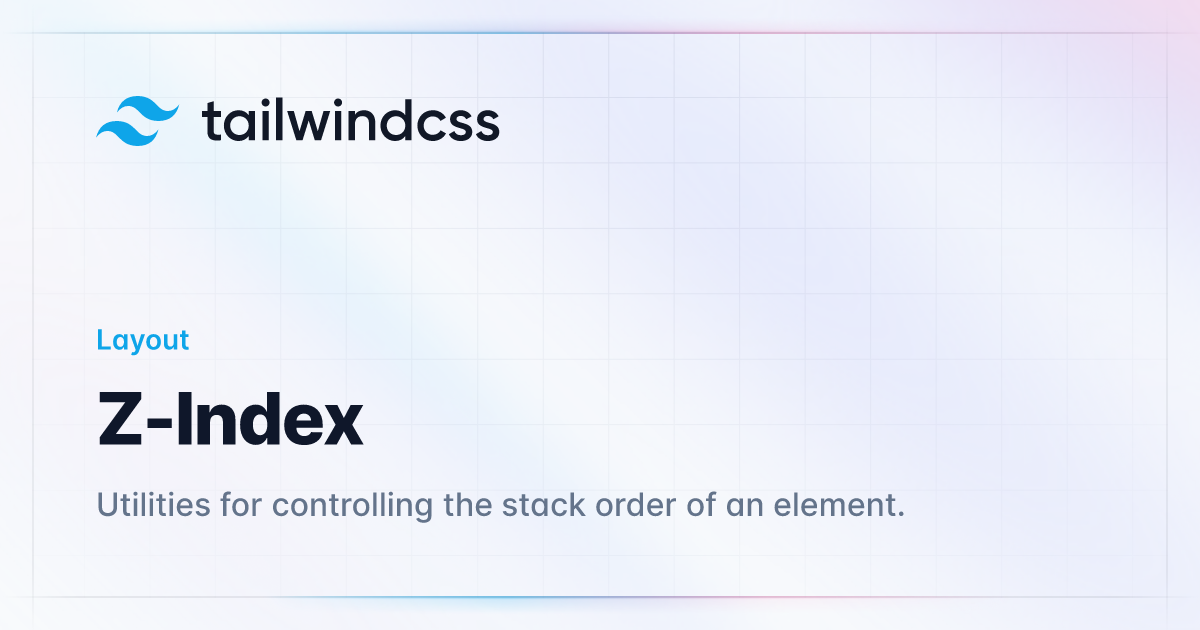 tailwindcss
Layout
Z-Index
Utilities for controlling the stack order of an element.